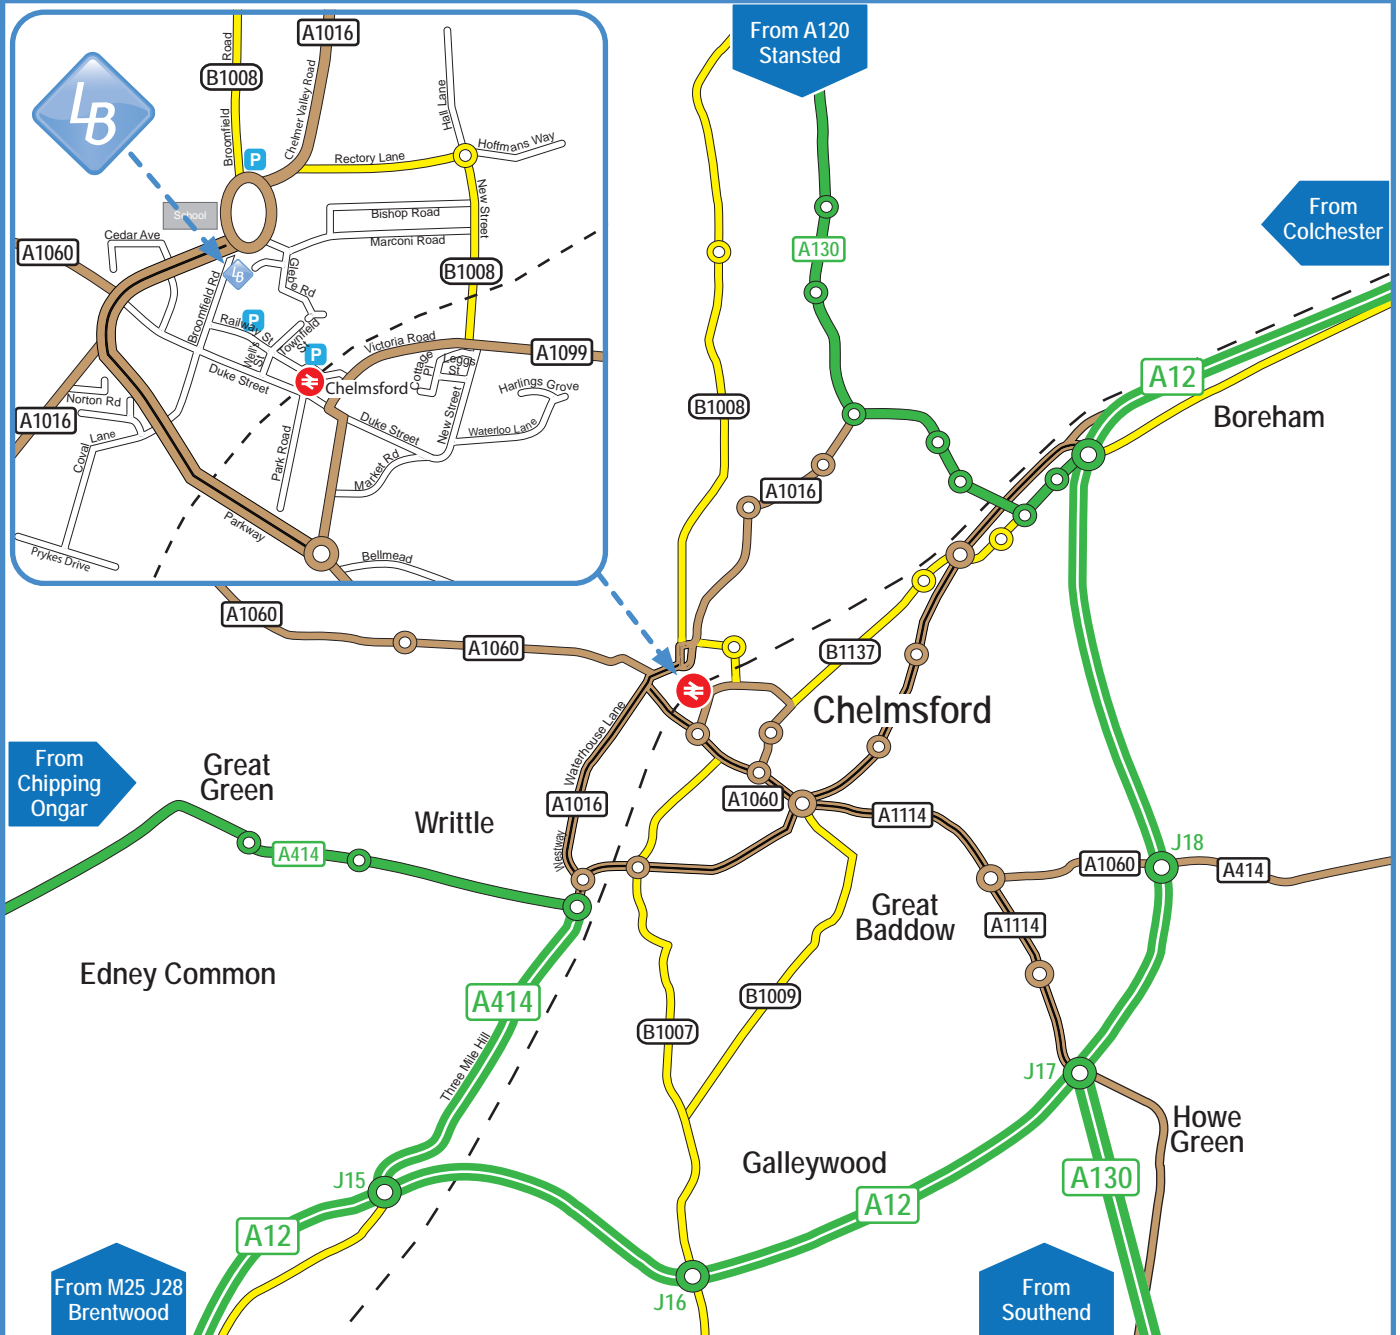 A1016
B1008
Broomfield Road
Chelmer Valley Road
Hall Lane
Hoffmans Way
Rectory Lane
P
LB
School
New Street
Bishop Road
Marconi Road
Cedar Ave
A1060
B1008
LB
Glebe Rd
Broomfield Rd
P
Railway St
Wells St
Townfield St
P
Victoria Road
A1099
Cottage Pl
Leggs St
Chelmsford
Duke Street
Harlings Grove
Norton Rd
A1016
Coval Lane
Duke Street
New Street
Waterloo Lane
Park Road
Market Rd
Parkway
Prykes Drive
Bellmead
From A120
Stansted
From
Colchester
A130
A12
Boreham
B1008
A1016
A1060
A1060
B1137
Chelmsford
Waterhouse Lane
From
Chipping
Ongar
Great
Green
Writtle
A1016
A1060
A1114
Westway
A414
J18
A1060
A414
Great
Baddow
A1114
Edney Common
A414
B1009
B1007
Three Mile Hill
J17
Howe
Green
Galleywood
A130
J15
A12
A12
From M25 J28
Brentwood
J16
From
Southend